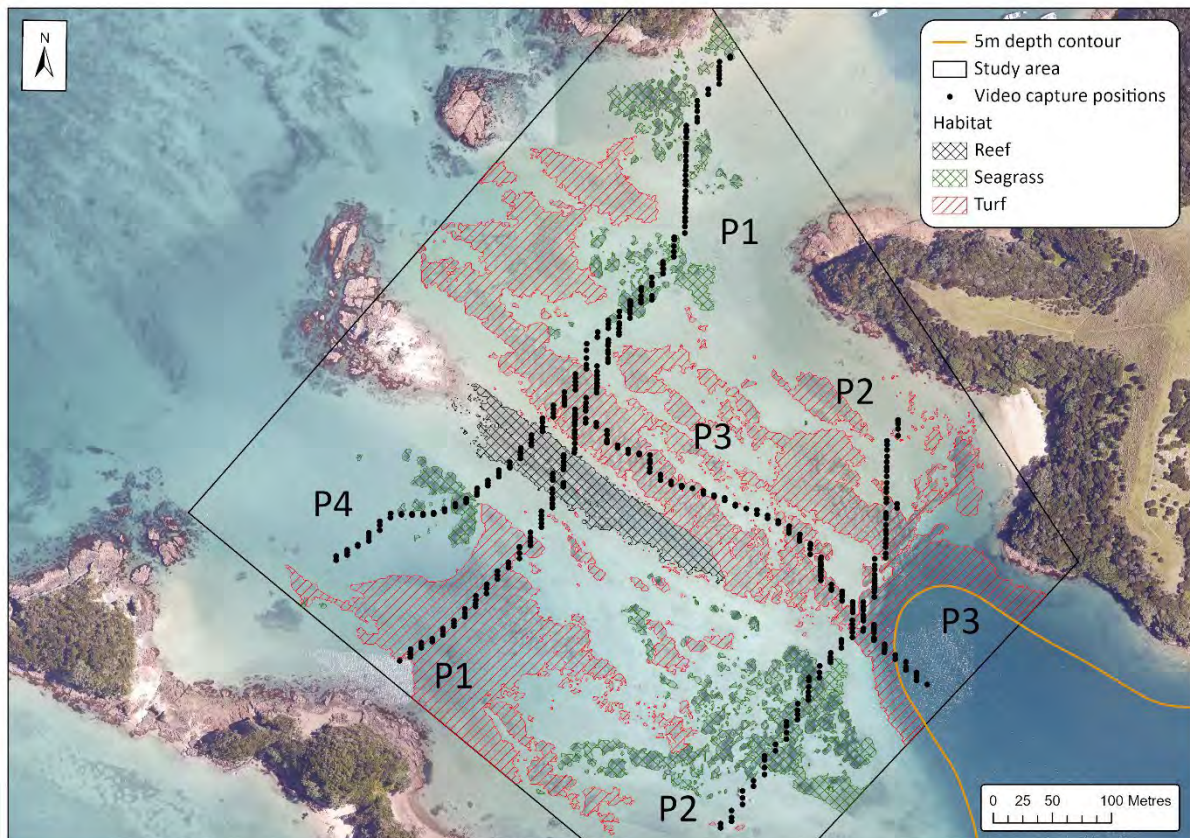 N
5m depth contour
Study area
Video capture positions
Habitat
Reef
Seagrass
Turf
P1
P2
P3
P4
P3
P1
P2
0 25 50 100 Metres